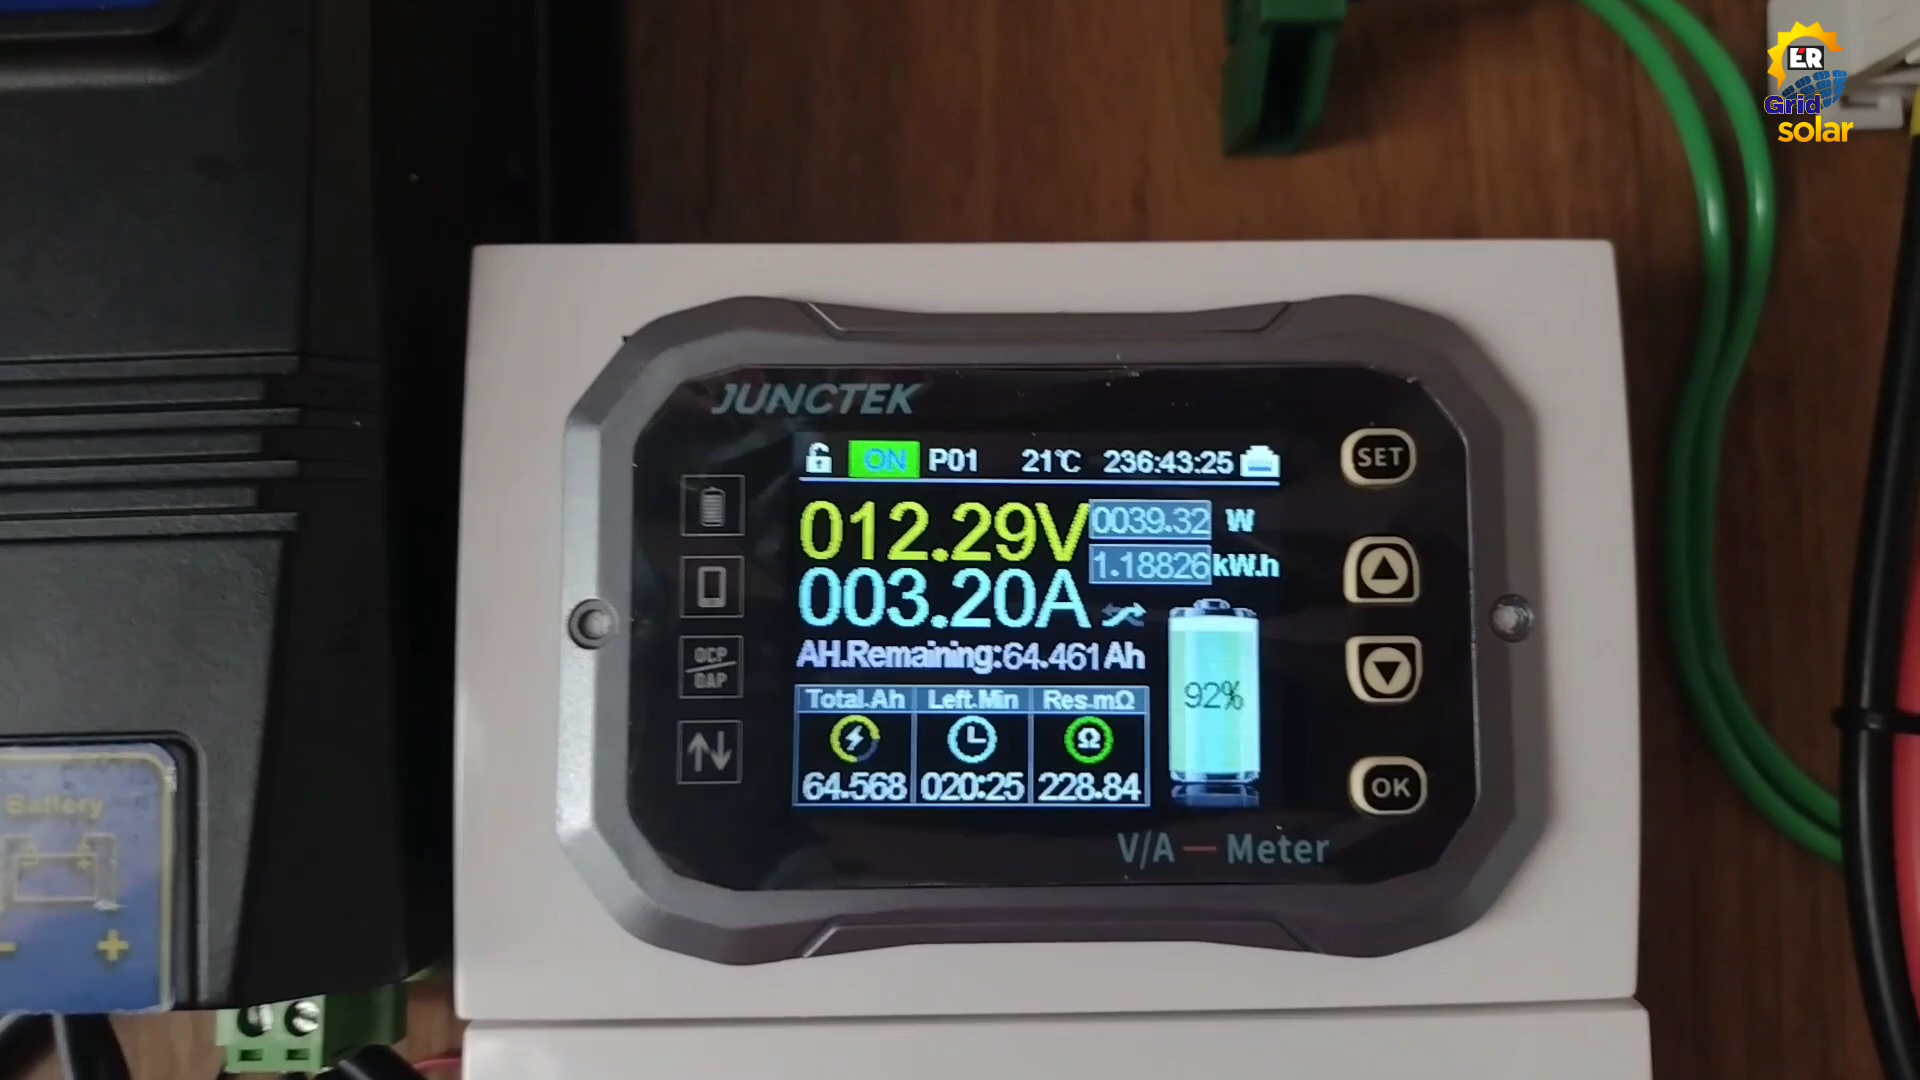 ER
Grid
solar
JUNCTEK
ON P01 21℃ 236:43:25
012.29V 0039.32 W
1.18826 kW.h
003.20A
AH.Remaining:64.461Ah
Total.Ah Left.Min Res.mΩ
64.568 020:25 228.84
92%
OCP
OAP
V/A — Meter
SET
OK
Battery
- +